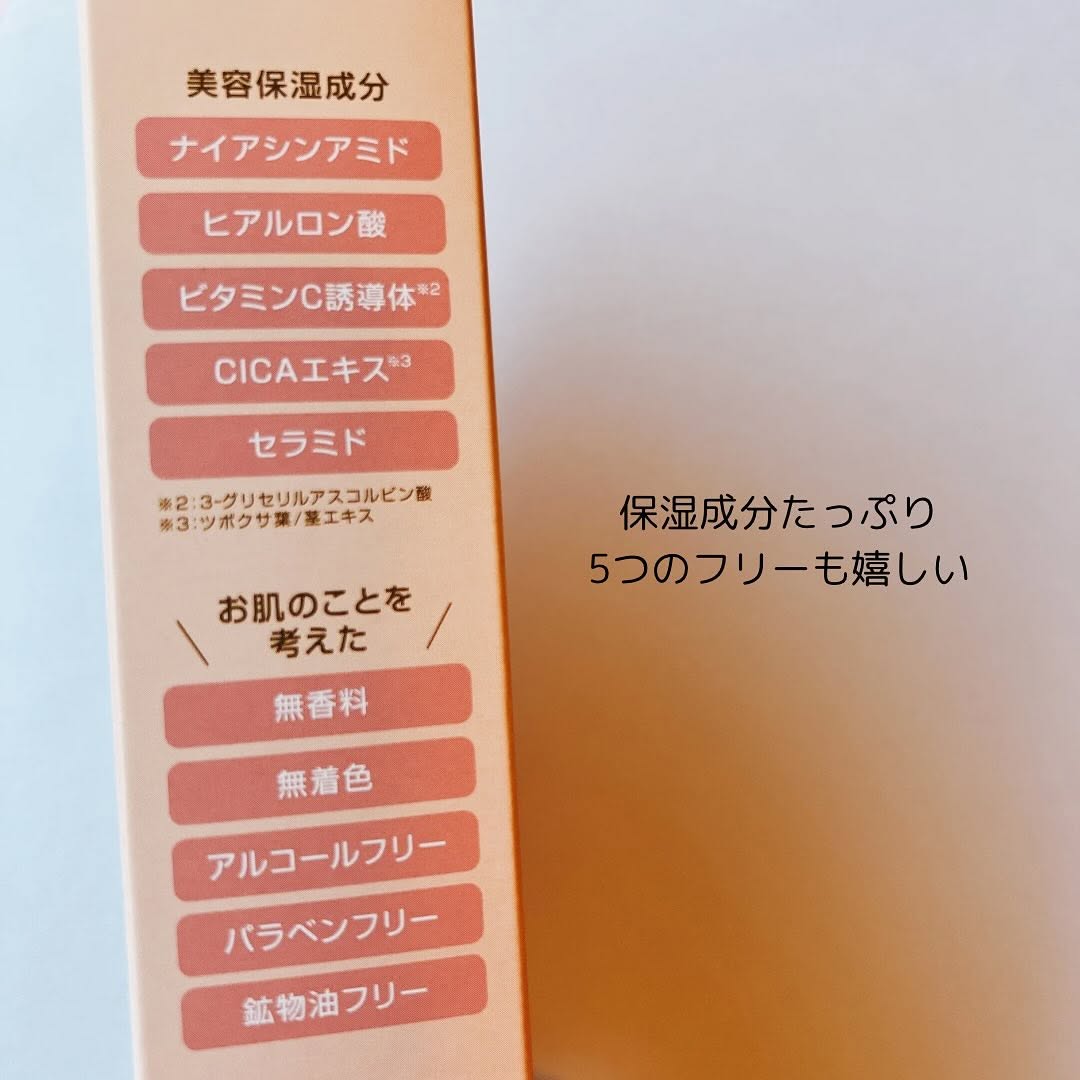 美容保湿成分
ナイアシンアミド
ヒアルロン酸
ビタミンC誘導体※2
CICAエキス※3
セラミド
※2:3-グリセリルアスコルビン酸
※3:ツボクサ葉/茎エキス
お肌のことを
考えた
無香料
無着色
アルコールフリー
パラベンフリー
鉱物油フリー
保湿成分たっぷり
5つのフリーも嬉しい